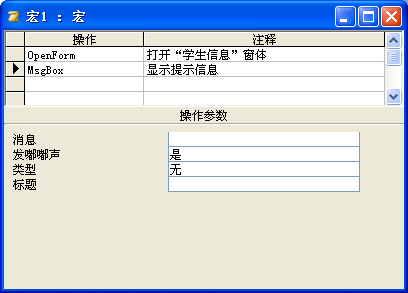 宏1 : 宏
操作 注释
OpenForm 打开“学生信息”窗体
MsgBox 显示提示信息
操作参数
消息
发嘟嘟声 是
类型 无
标题